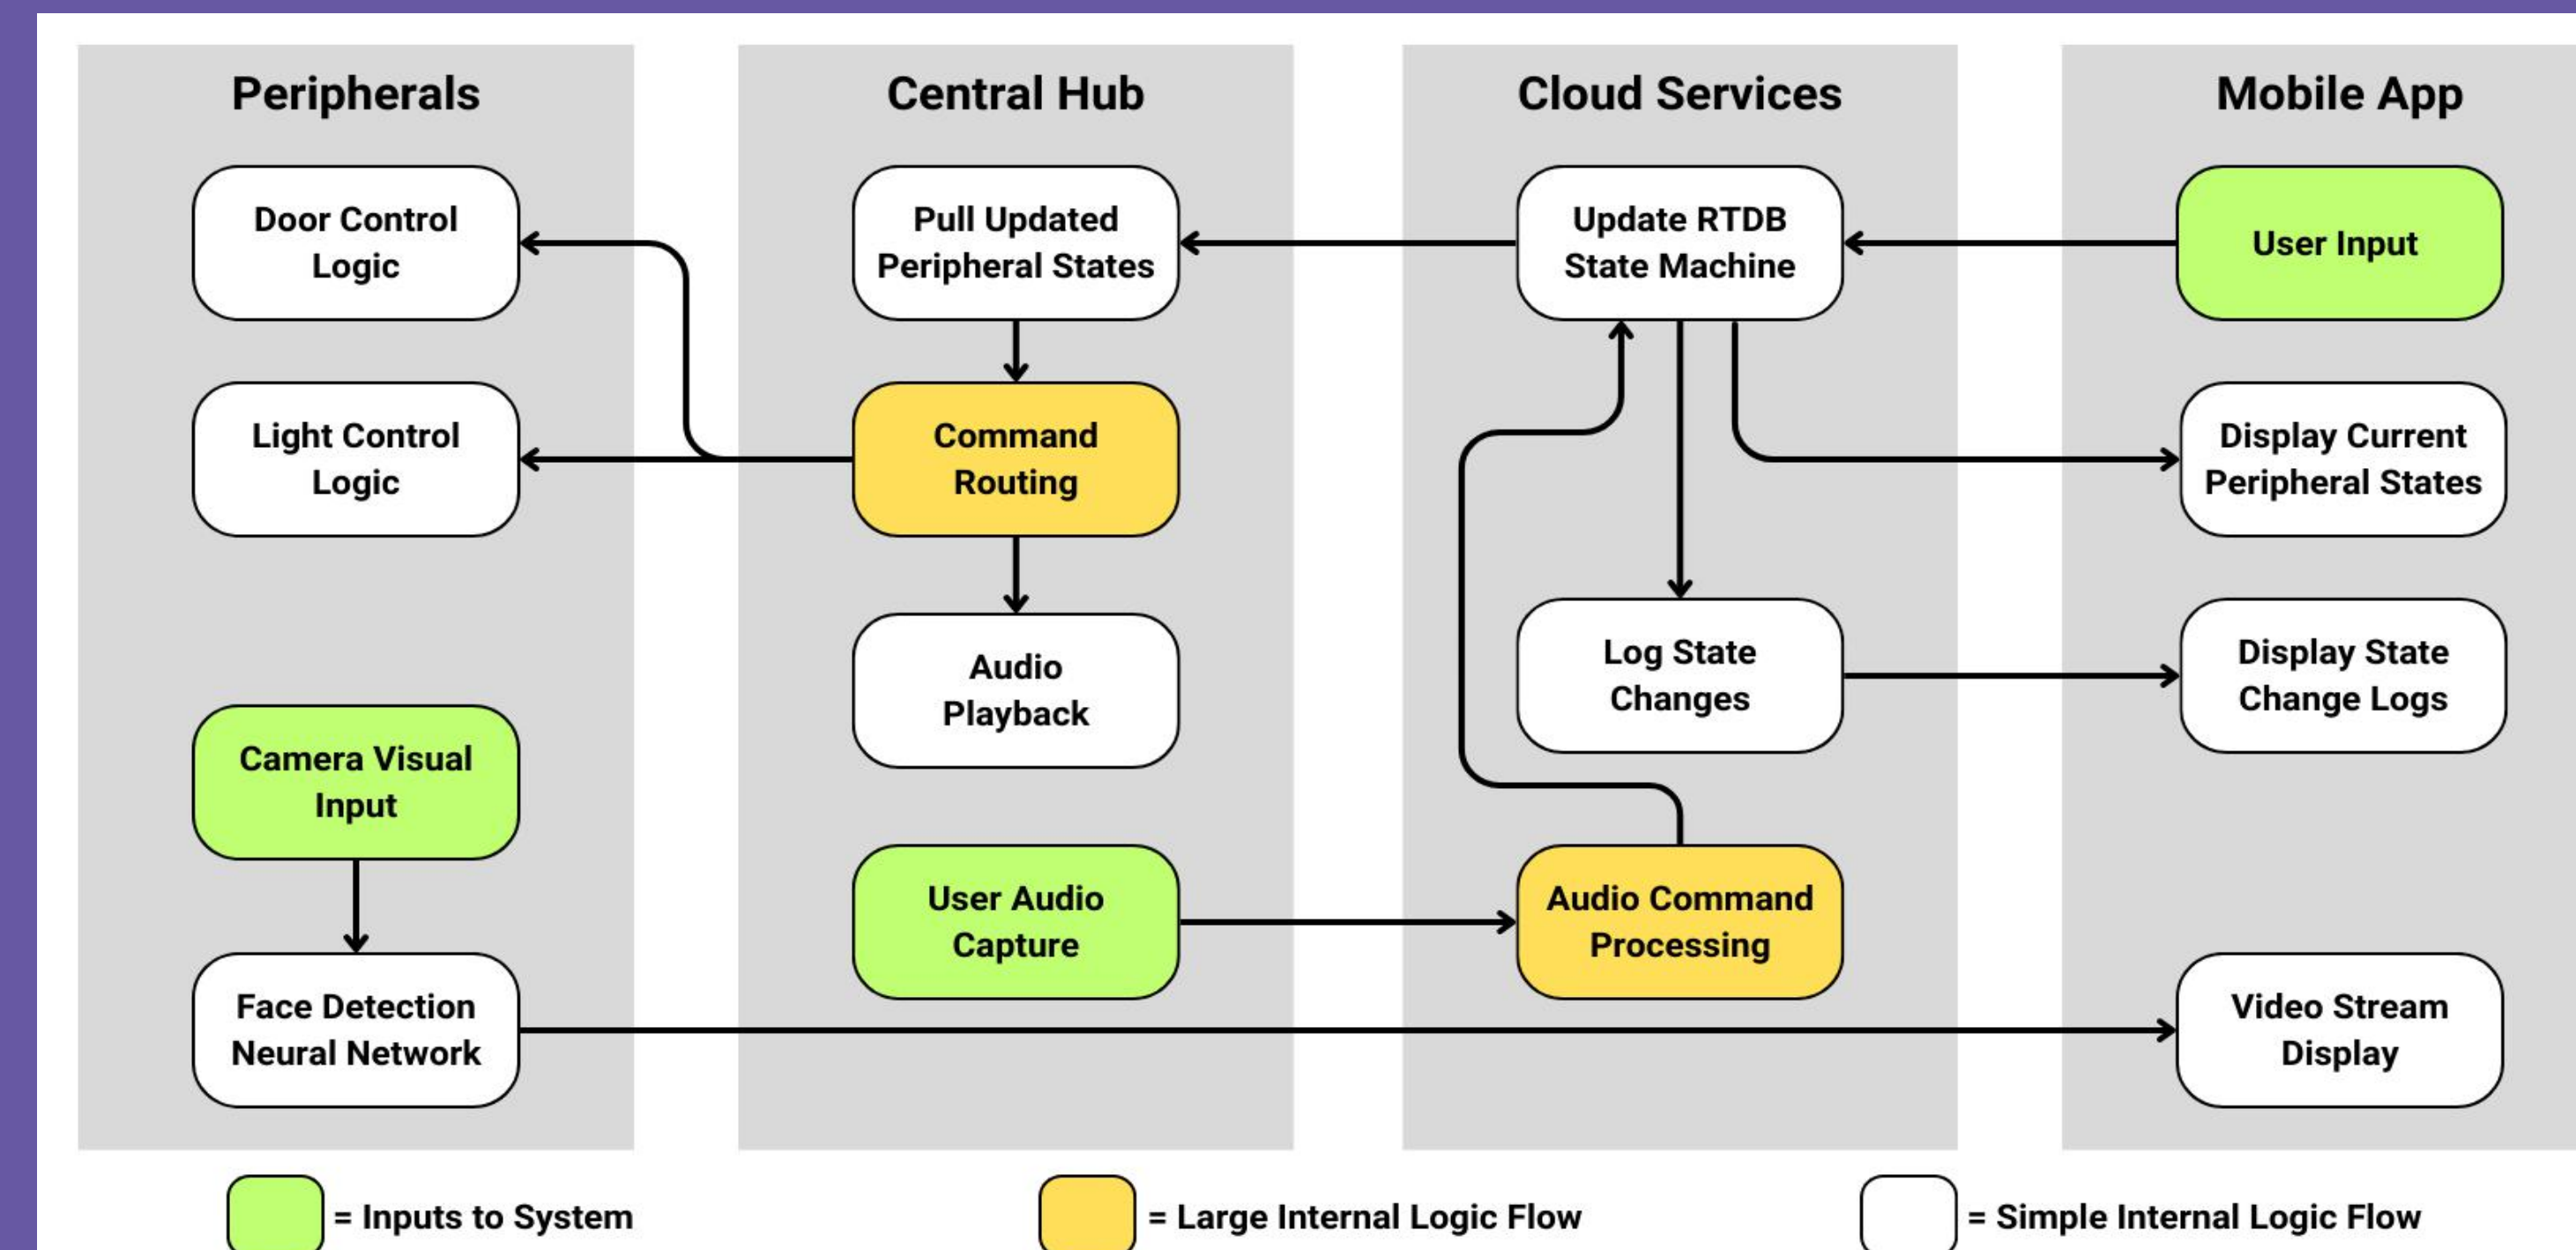 Peripherals
Door Control
Logic
Light Control
Logic
Camera Visual
Input
Face Detection
Neural Network
Central Hub
Pull Updated
Peripheral States
Command
Routing
Audio
Playback
User Audio
Capture
Cloud Services
Update RTDB
State Machine
Log State
Changes
Audio Command
Processing
Mobile App
User Input
Display Current
Peripheral States
Display State
Change Logs
Video Stream
Display
= Inputs to System
= Large Internal Logic Flow
= Simple Internal Logic Flow